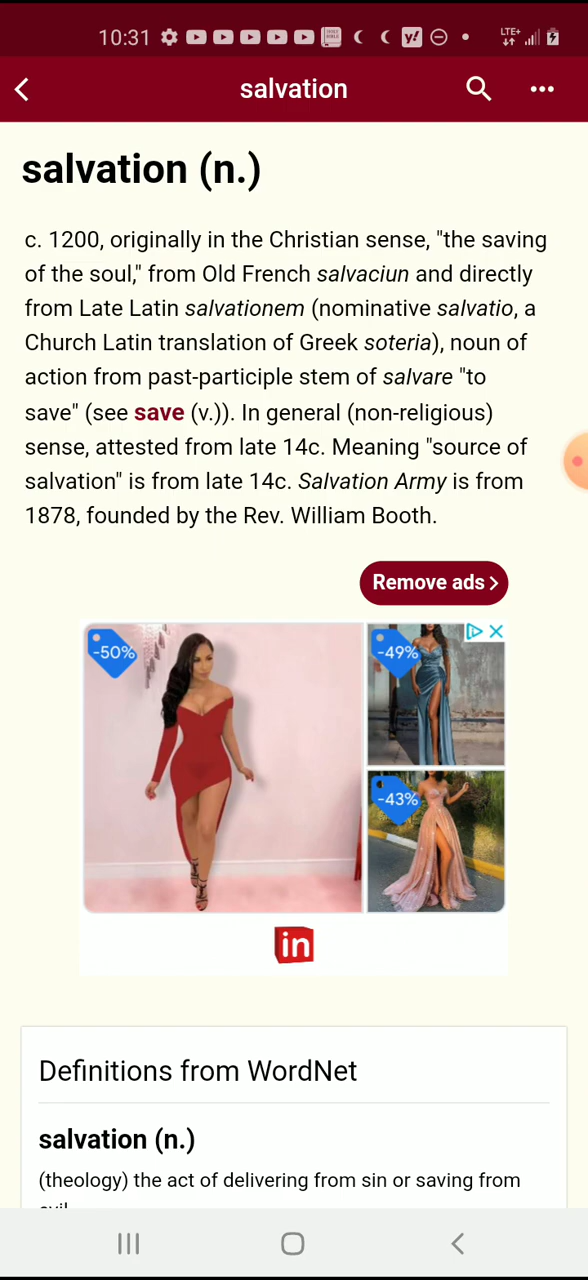 10:31
y!
LTE+
salvation
salvation (n.)
c. 1200, originally in the Christian sense, "the saving
of the soul," from Old French salvaciun and directly
from Late Latin salvationem (nominative salvatio, a
Church Latin translation of Greek soteria), noun of
action from past-participle stem of salvare "to
save" (see save (v.)). In general (non-religious)
sense, attested from late 14c. Meaning "source of
salvation" is from late 14c. Salvation Army is from
1878, founded by the Rev. William Booth.
Remove ads
-50%
-49%
-43%
in
Definitions from WordNet
salvation (n.)
(theology) the act of delivering from sin or saving from